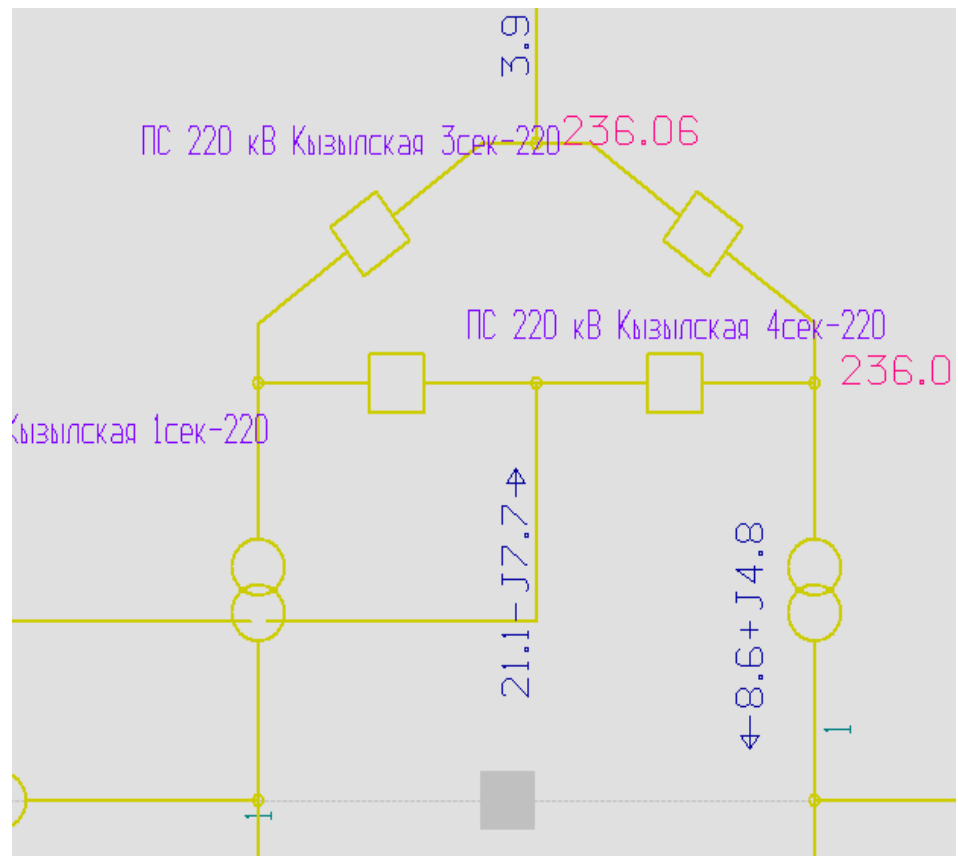 3.9
ПС 220 кВ Кызылская 3сек-220
236.06
ПС 220 кВ Кызылская 4сек-220
236.0
Кызылская 1сек-220
21.1-J7.7→
←8.6+J4.8
1
1